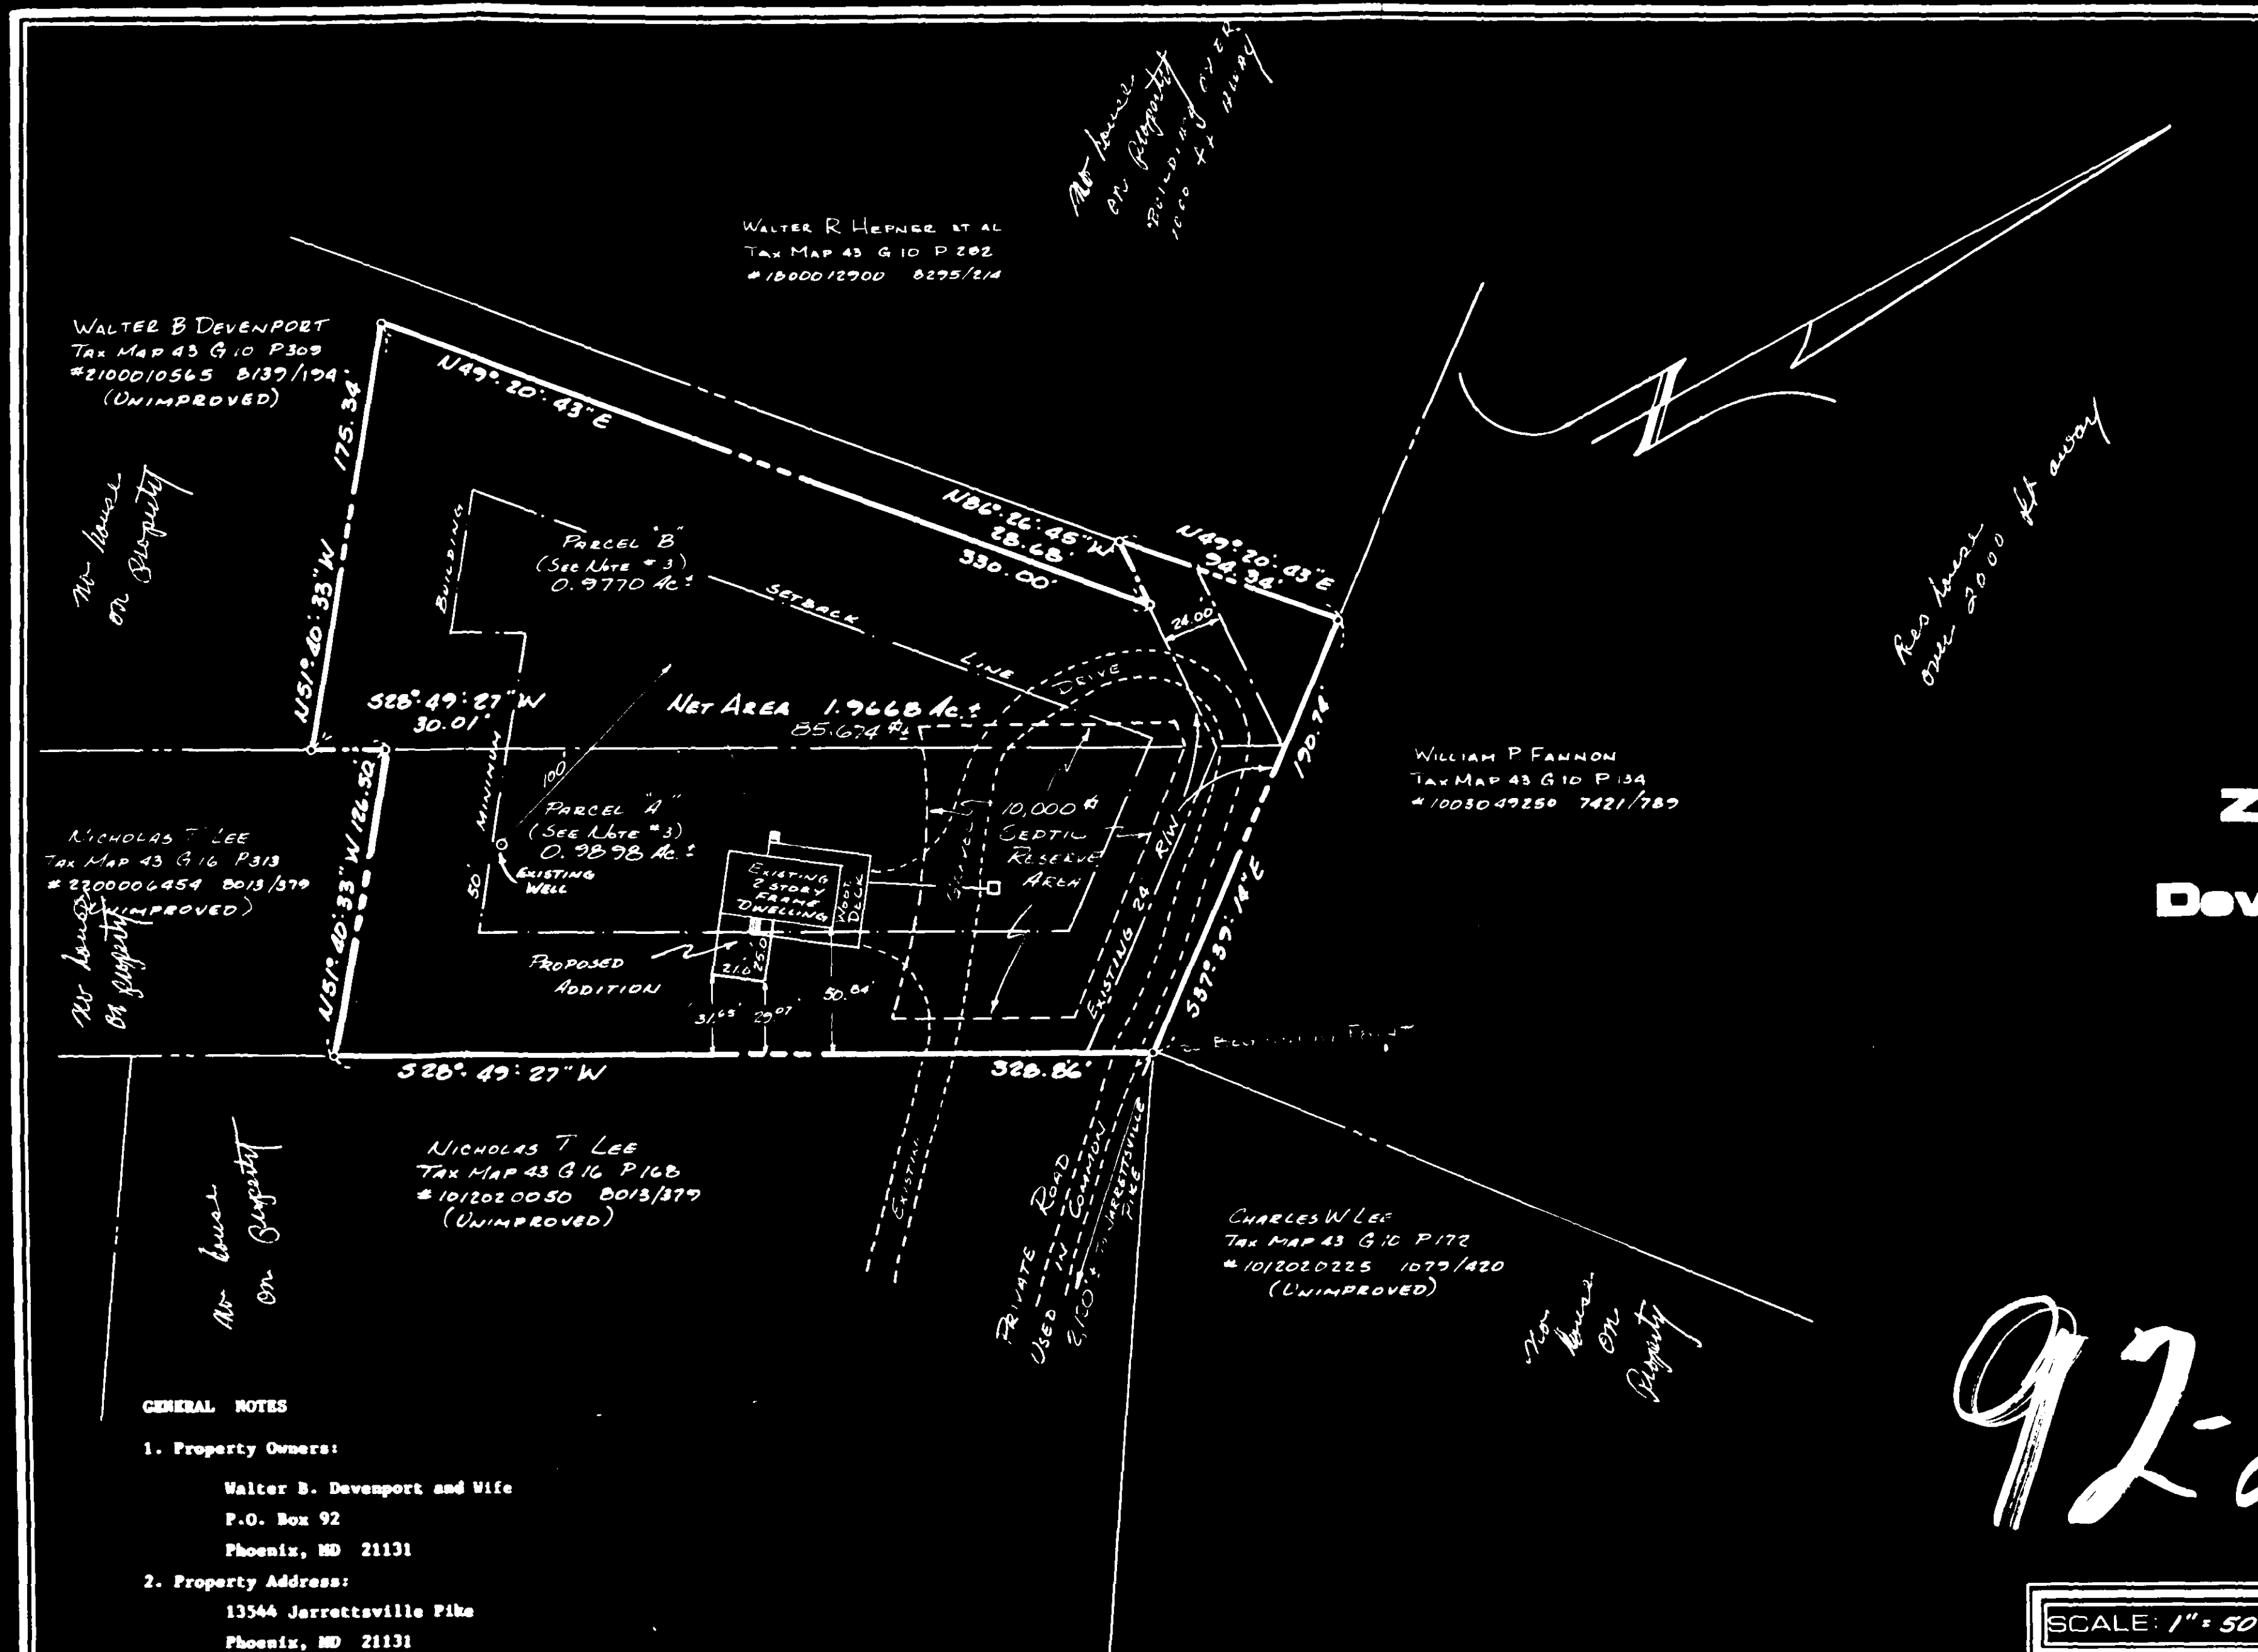 No house
on Property
WALTER R HEPNER ET AL
TAX MAP 43 G 10 P 282
#1800012900 8295/214
WALTER B DEVENPORT
TAX MAP 43 G 10 P309
#2100010565 8139/194
(UNIMPROVED)
No house
on Property
N49°20'43"E
330.00'
N86°26'45"W
28.68'
N49°20'43"E
94.34'
175.34
N51°40'33"W
24.00'
Res house
over 2000 ft away
PARCEL "B"
(SEE NOTE #3)
0.9770 AC.±
BUILDING
SETBACK
LINE
MINIMUM
50'
DRIVE
S28°49'27"W
30.01'
NET AREA 1.9668 AC.±
85,674 #±
190.74'
S37°39'14"E
100'
PARCEL "A"
(SEE NOTE #3)
0.9898 AC.±
EXISTING
WELL
EXISTING
2 STORY
FRAME
DWELLING
WOOD
DECK
10,000 #
SEPTIC
RESERVE
AREA
EXISTING 24' R/W
WILLIAM P. FANNON
TAX MAP 43 G 10 P 134
#1003049250 7421/789
NICHOLAS T LEE
TAX MAP 43 G 16 P313
#2200006454 8013/379
(UNIMPROVED)
No house
on property
N51°40'33"W 126.50'
PROPOSED
ADDITION
21.0'
25.0'
31.65'
29.07'
50.84'
S28°49'27"W
328.86'
NICHOLAS T LEE
TAX MAP 43 G 16 P168
#1012020050 8013/379
(UNIMPROVED)
No house
on Property
EXISTING
PRIVATE ROAD
USED IN COMMON
2,100'± TO JARRETTSVILLE
PIKE
CHARLES W LEE
TAX MAP 43 G 10 P172
#1012020225 1079/420
(UNIMPROVED)
No
house
on
Property
Z
Dev
92-
GENERAL NOTES
1. Property Owners:
Walter B. Devenport and Wife
P.O. Box 92
Phoenix, MD 21131
2. Property Address:
13544 Jarrettsville Pike
Phoenix, MD 21131
SCALE: 1" = 50